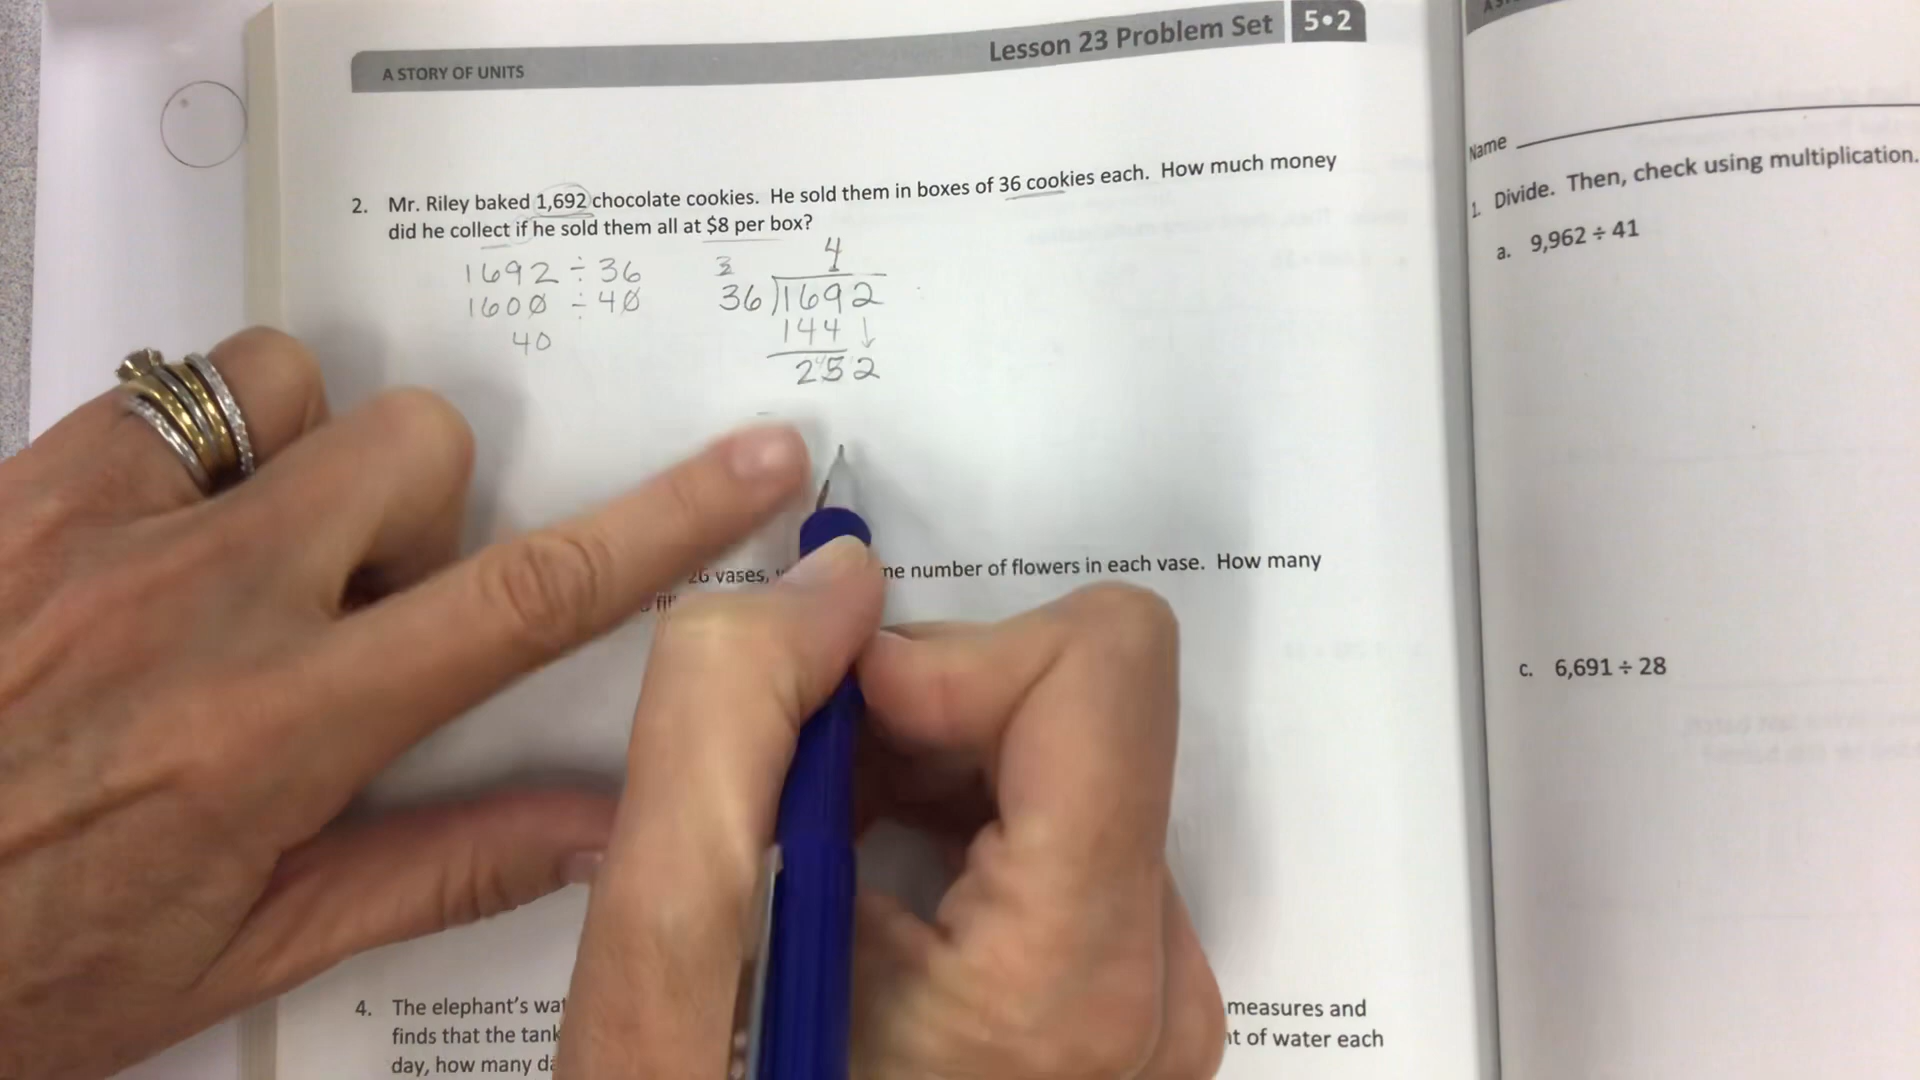 A STORY OF UNITS
Lesson 23 Problem Set 5•2
2. Mr. Riley baked 1,692 chocolate cookies. He sold them in boxes of 36 cookies each. How much money
did he collect if he sold them all at $8 per box?
1692 ÷ 36
1600 ÷ 40
40
4
36)1692
144 ↓
252
26 vases,
number of flowers in each vase. How many
4. The elephant's
measures and
finds that the tank
of water each
day, how many
Name
1. Divide. Then, check using multiplication.
a. 9,962 ÷ 41
c. 6,691 ÷ 28